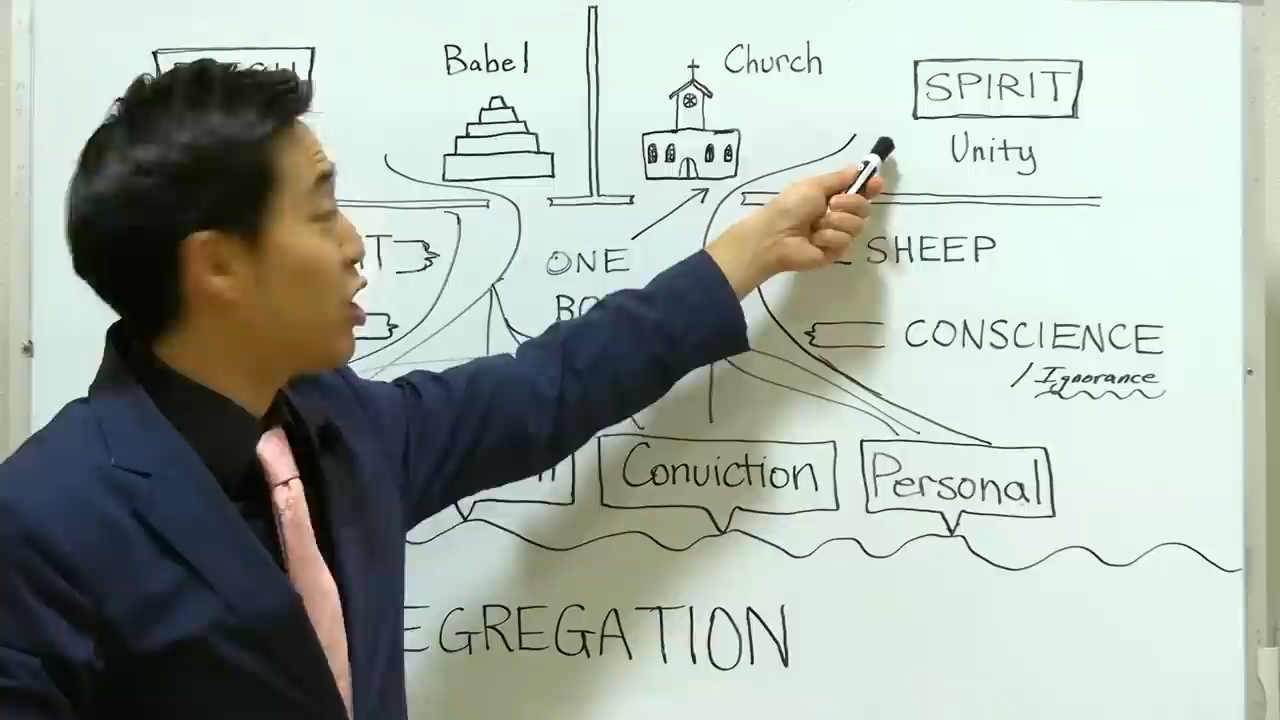 Babel
Church
SPIRIT
Unity
ONE
SHEEP
CONSCIENCE
/ Ignorance
Conviction
Personal
EGREGATION